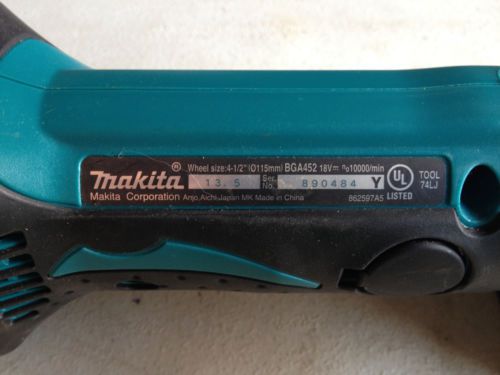 Wheel size:4-1/2" (Ø115mm) BGA452 18V⎓ n₀10000/min
makita® 13.5 Ser. No. 890484 Y UL LISTED TOOL 74LJ
Makita Corporation Anjo,Aichi,Japan MK Made in China 862597A5